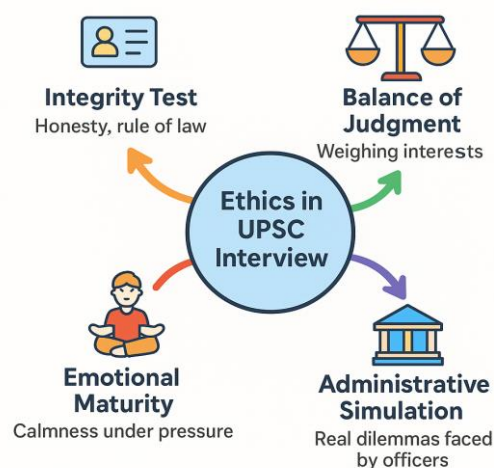 Integrity Test
Honesty, rule of law
Balance of
Judgment
Weighing interests
Ethics in
UPSC
Interview
Emotional
Maturity
Calmness under pressure
Administrative
Simulation
Real dilemmas faced
by officers